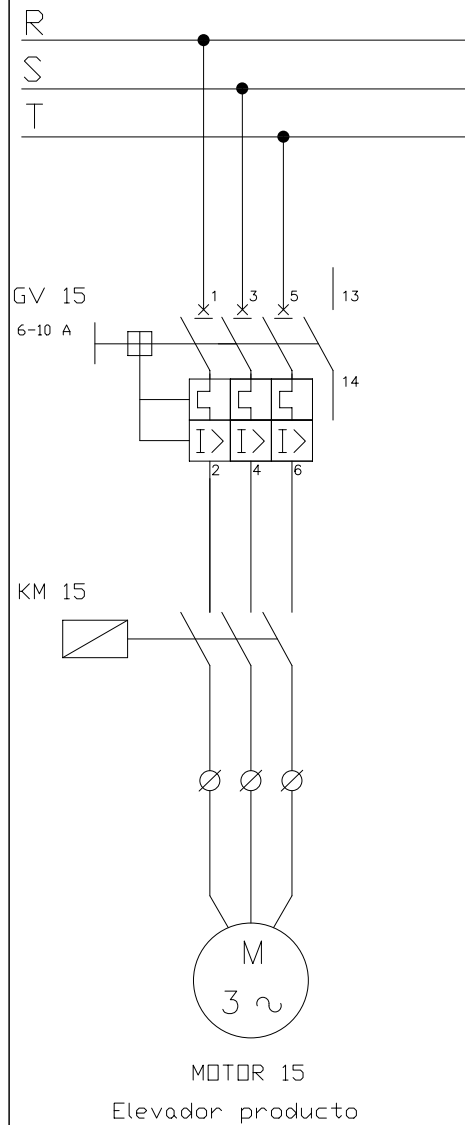 R
S
T
GV 15
6-10 A
1 3 5 13
14
I> I> I>
2 4 6
KM 15
M
3 ~
MOTOR 15
Elevador producto